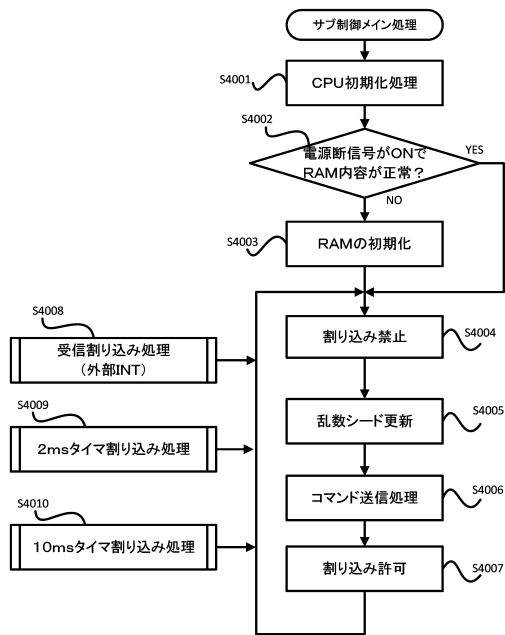 サブ制御メイン処理
S4001
CPU初期化処理
S4002
電源断信号がONで
RAM内容が正常？
YES
NO
S4003
RAMの初期化
S4008
受信割り込み処理
（外部INT）
割り込み禁止
S4004
S4009
2msタイマ割り込み処理
乱数シード更新
S4005
コマンド送信処理
S4006
S4010
10msタイマ割り込み処理
割り込み許可
S4007